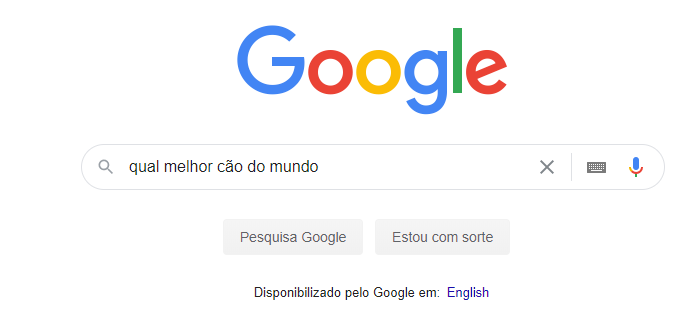 Google
qual melhor cão do mundo
Pesquisa Google
Estou com sorte
Disponibilizado pelo Google em: English